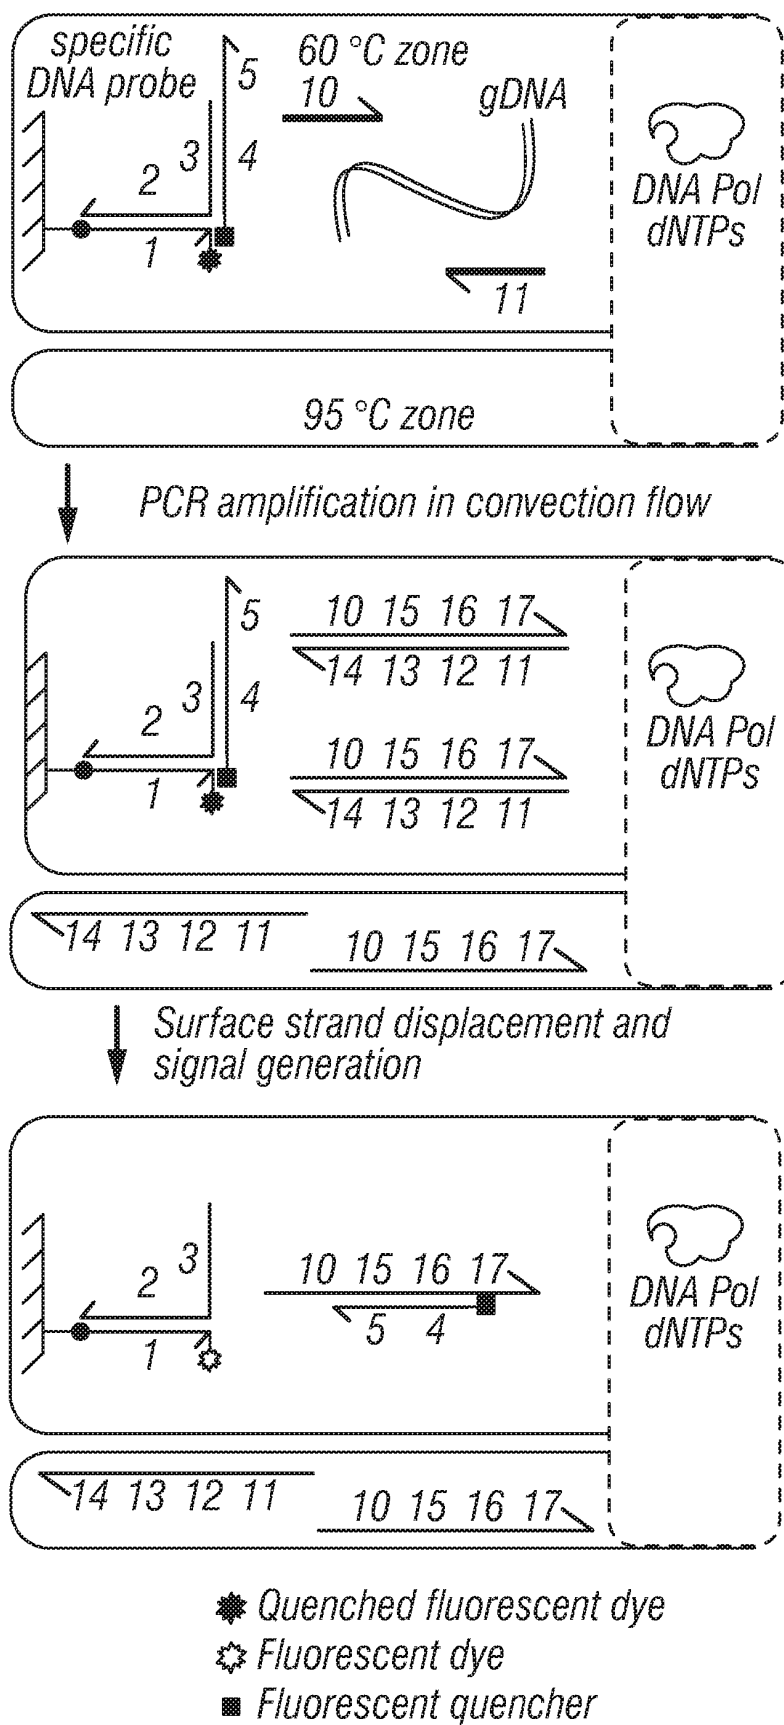 specific
DNA probe
60 °C zone
5
10
gDNA
2
3
4
1
11
DNA Pol
dNTPs
95 °C zone
PCR amplification in convection flow
5
10 15 16 17
14 13 12 11
2
3
4
1
10 15 16 17
14 13 12 11
DNA Pol
dNTPs
14 13 12 11
10 15 16 17
Surface strand displacement and
signal generation
2
3
1
10 15 16 17
5 4
DNA Pol
dNTPs
14 13 12 11
10 15 16 17
Quenched fluorescent dye
Fluorescent dye
Fluorescent quencher